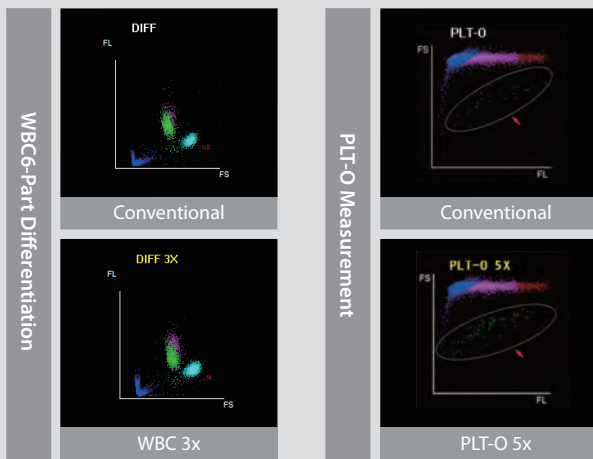 WBC6-Part Differentiation
DIFF
FL
FS
Conventional
DIFF 3X
FL
FS
WBC 3x
PLT-O Measurement
PLT-O
FS
FL
Conventional
PLT-O 5X
FS
FL
PLT-O 5x